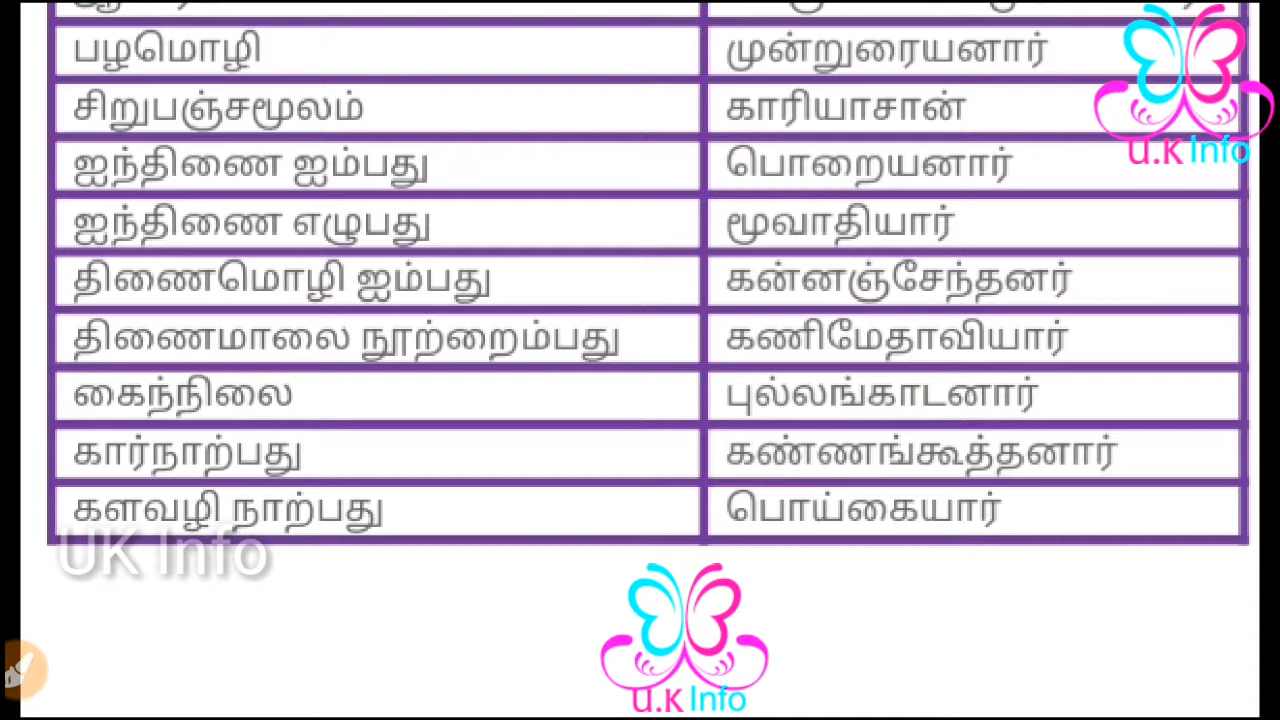 பழமொழி முன்றுரையனார்
சிறுபஞ்சமூலம் காரியாசான்
ஐந்திணை ஐம்பது பொறையனார்
ஐந்திணை எழுபது மூவாதியார்
திணைமொழி ஐம்பது கன்னஞ்சேந்தனர்
திணைமாலை நூற்றைம்பது கணிமேதாவியார்
கைந்நிலை புல்லங்காடனார்
கார்நாற்பது கண்ணங்கூத்தனார்
களவழி நாற்பது பொய்கையார்
U.K Info
UK Info
U.K Info